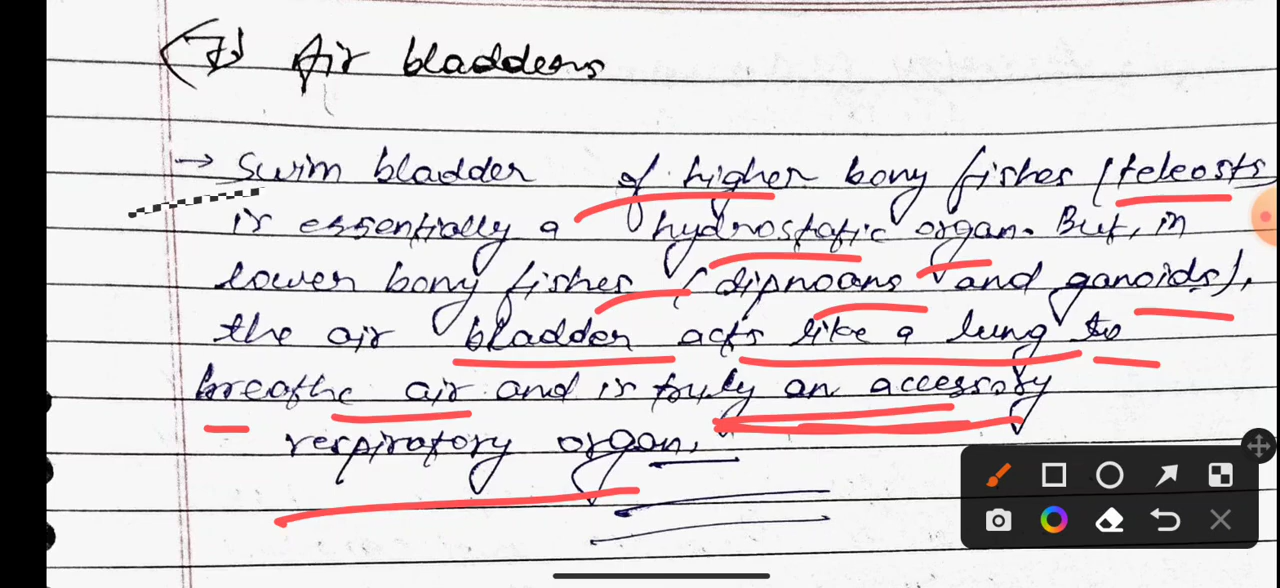 (7) Air bladders
→ Swim bladder of higher bony fishes (teleosts
is essentially a hydrostatic organ. But, in
lower bony fishes (dipnoans and ganoids),
the air bladder acts like a lung to
breathe air and is truly an accessory
respiratory organ.